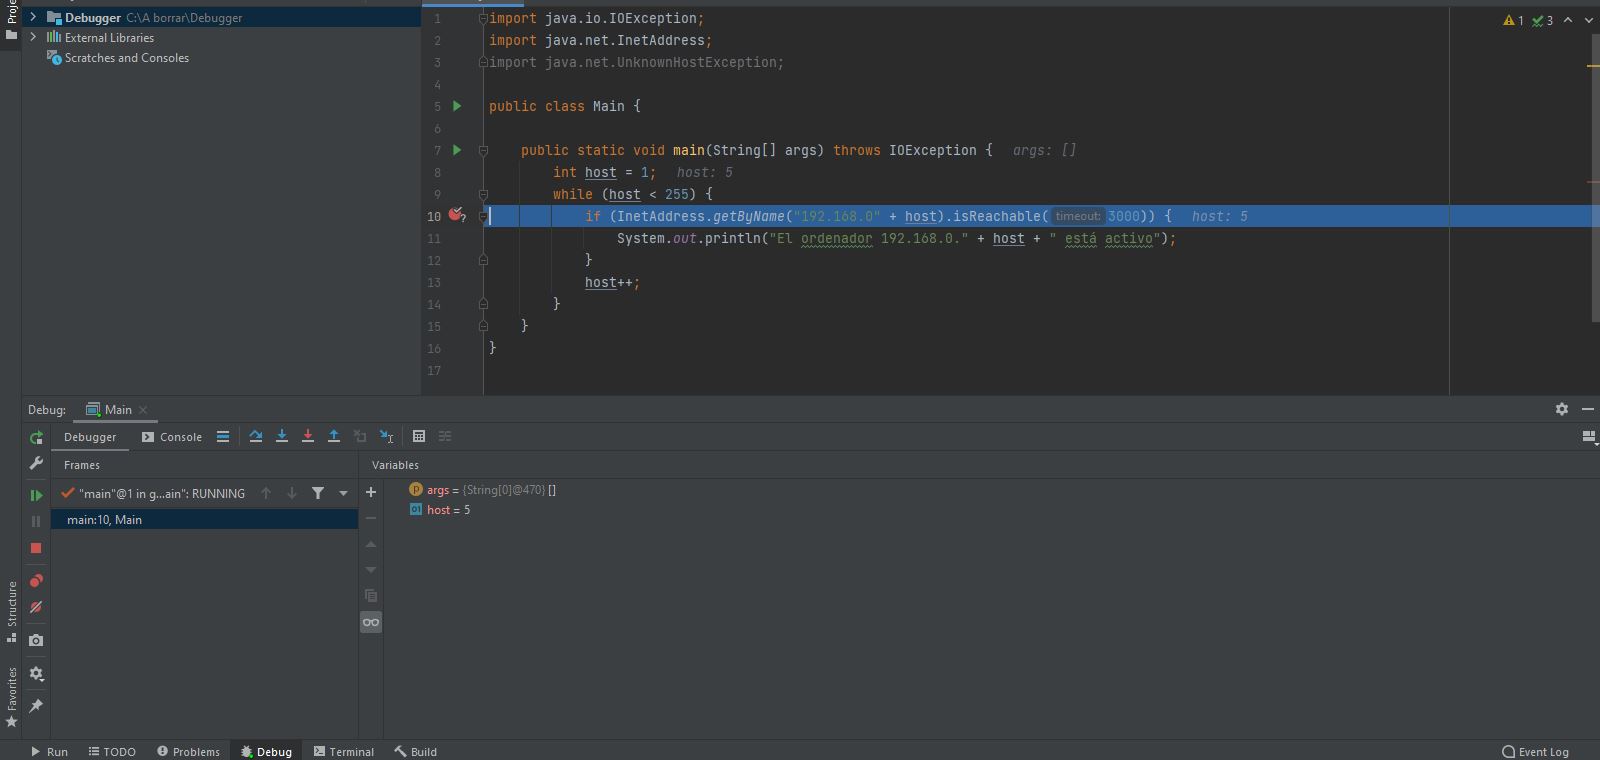 Project
Debugger C:\A borrar\Debugger
External Libraries
Scratches and Consoles
1 import java.io.IOException;
2 import java.net.InetAddress;
3 import java.net.UnknownHostException;
4
5 public class Main {
6
7 public static void main(String[] args) throws IOException { args: []
8 int host = 1; host: 5
9 while (host < 255) {
10 if (InetAddress.getByName("192.168.0" + host).isReachable( timeout: 3000)) { host: 5
11 System.out.println("El ordenador 192.168.0." + host + " está activo");
12 }
13 host++;
14 }
15 }
16 }
17
1 3
Debug: Main
Debugger Console
Frames
"main"@1 in g...ain": RUNNING
main:10, Main
Variables
args = {String[0]@470} []
host = 5
Structure
Favorites
Run TODO Problems Debug Terminal Build Event Log